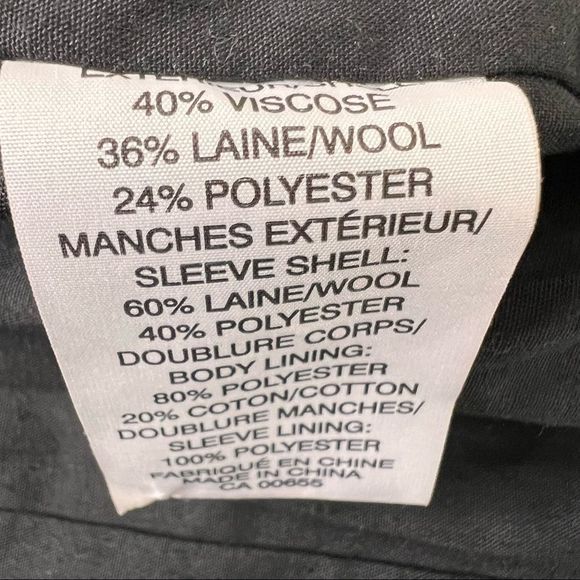 40% VISCOSE
36% LAINE/WOOL
24% POLYESTER
MANCHES EXTÉRIEUR/
SLEEVE SHELL:
60% LAINE/WOOL
40% POLYESTER
DOUBLURE CORPS/
BODY LINING:
80% POLYESTER
20% COTON/COTTON
DOUBLURE MANCHES/
SLEEVE LINING:
100% POLYESTER
FABRIQUÉ EN CHINE
MADE IN CHINA
CA 00655